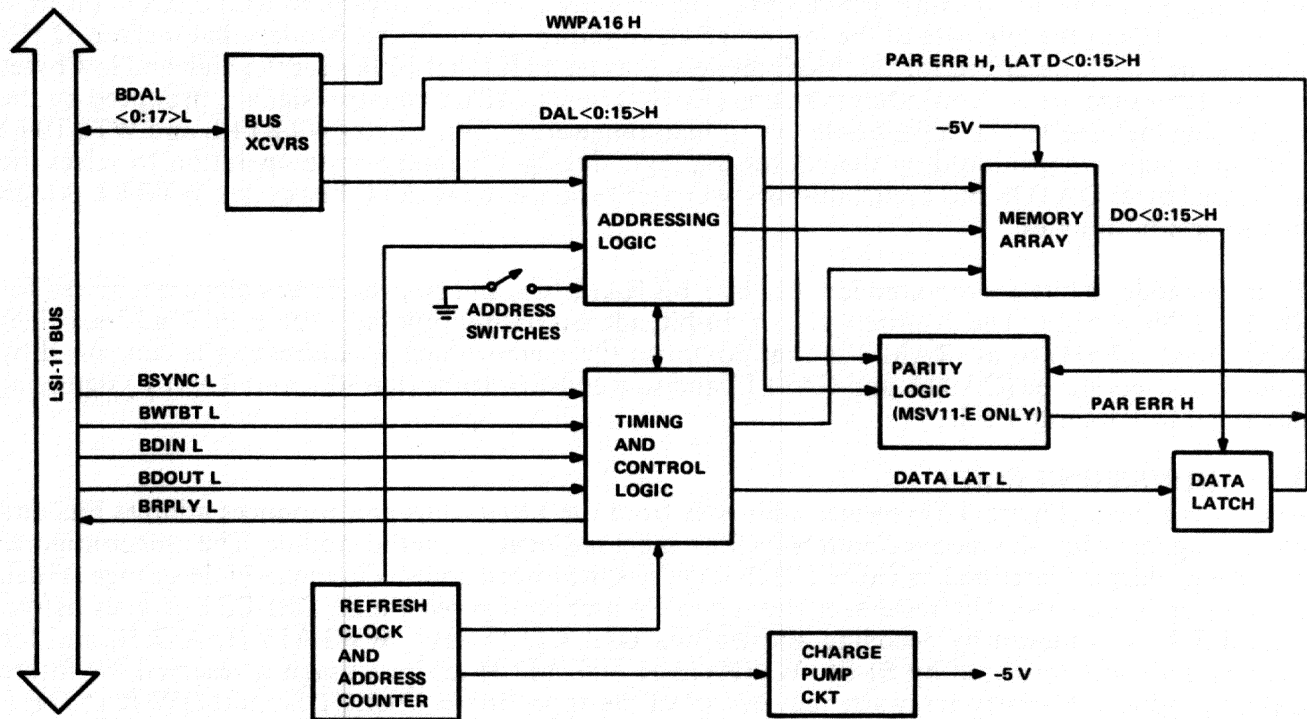 WWPA16 H
PAR ERR H, LAT D<0:15>H
BDAL
<0:17>L
BUS
XCVRS
DAL<0:15>H
–5V
ADDRESSING
LOGIC
MEMORY
ARRAY
DO<0:15>H
ADDRESS
SWITCHES
LSI-11 BUS
PARITY
LOGIC
(MSV11-E ONLY)
PAR ERR H
BSYNC L
BWTBT L
BDIN L
BDOUT L
BRPLY L
TIMING
AND
CONTROL
LOGIC
DATA LAT L
DATA
LATCH
REFRESH
CLOCK
AND
ADDRESS
COUNTER
CHARGE
PUMP
CKT
–5 V